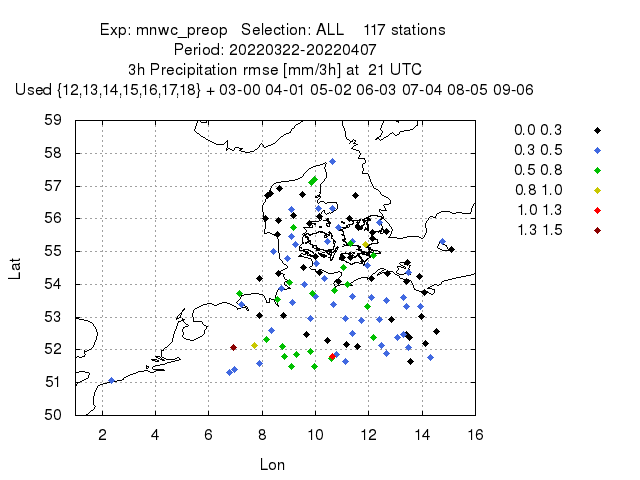 Exp: mnwc_preop   Selection: ALL    117 stations
Period: 20220322-20220407
3h Precipitation rmse [mm/3h] at  21 UTC
Used {12,13,14,15,16,17,18} + 03-00 04-01 05-02 06-03 07-04 08-05 09-06
59
58
57
56
55
54
53
52
51
50
Lat
2 4 6 8 10 12 14 16
Lon
0.0 0.3
0.3 0.5
0.5 0.8
0.8 1.0
1.0 1.3
1.3 1.5